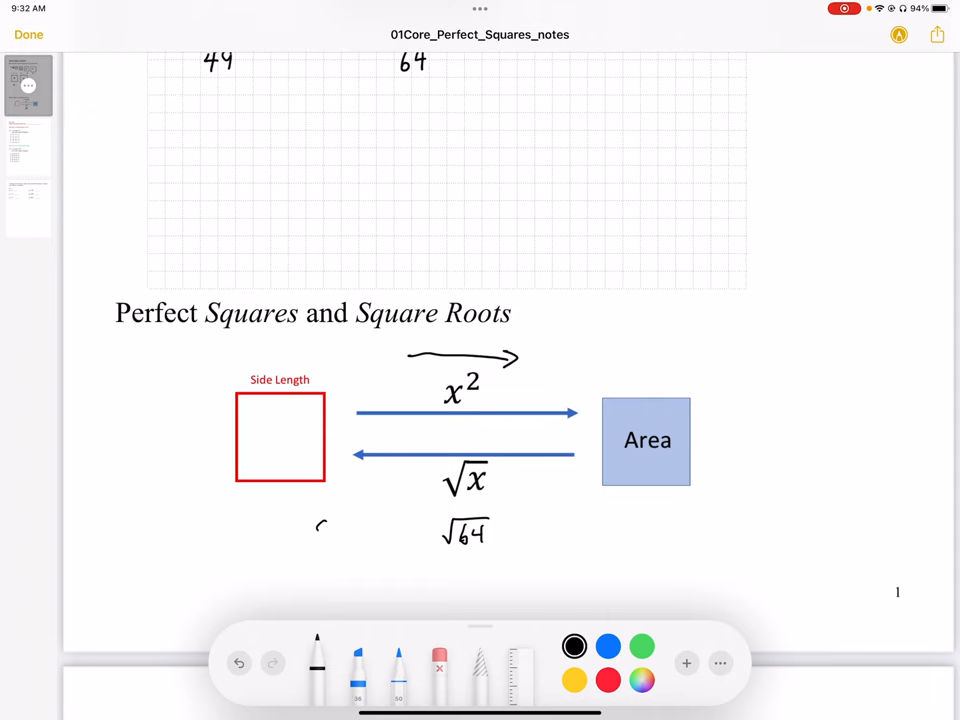 9:32 AM
94%
Done
01Core_Perfect_Squares_notes
49 64
Perfect Squares and Square Roots
Side Length
x²
Area
√x
√64
1
36
50